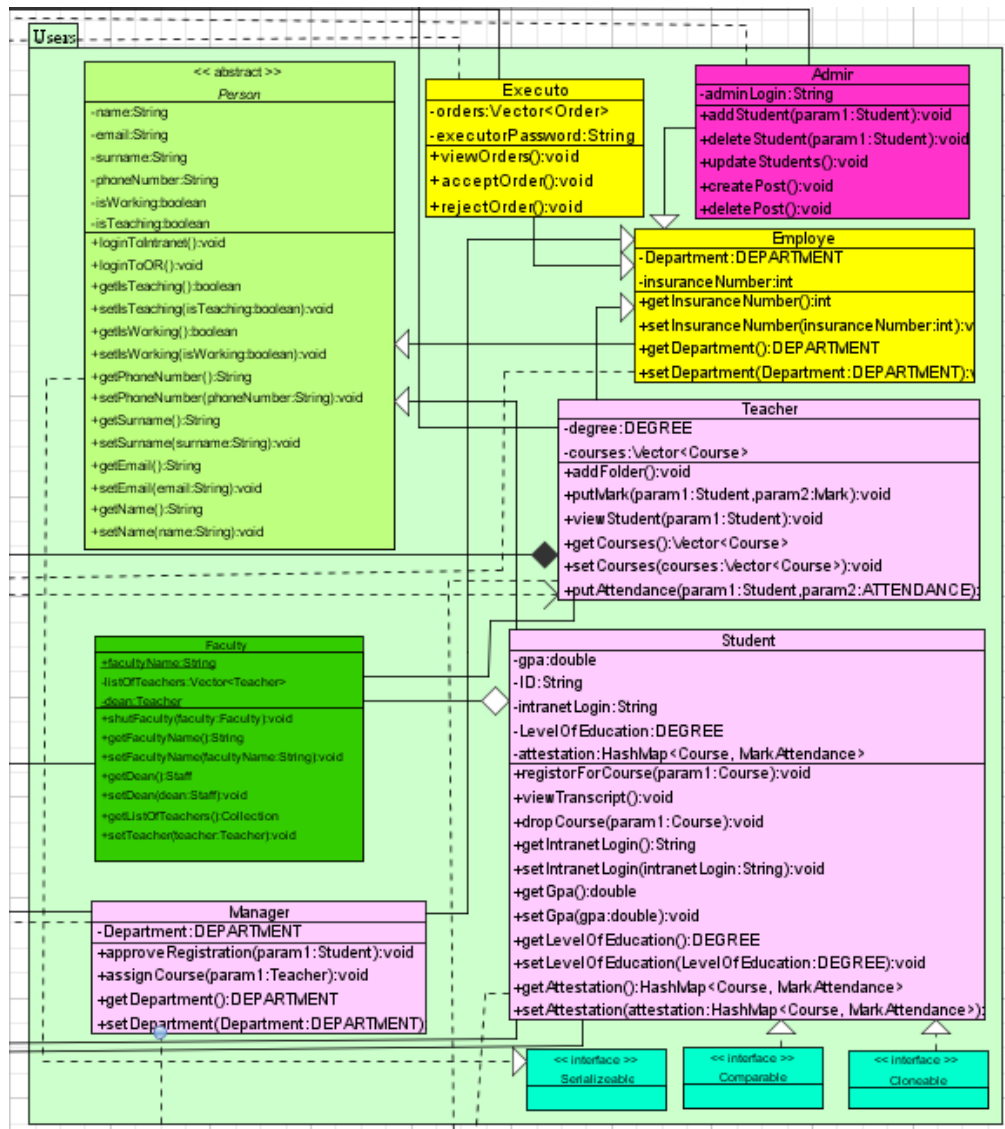 Users
<< abstract >>
Person
-name:String
-email:String
-surname:String
-phoneNumber:String
-isWorking:boolean
-isTeaching:boolean
+loginToIntranet():void
+loginToOR():void
+getIsTeaching():boolean
+setIsTeaching(isTeaching:boolean):void
+getIsWorking():boolean
+setIsWorking(isWorking:boolean):void
+getPhoneNumber():String
+setPhoneNumber(phoneNumber:String):void
+getSurname():String
+setSurname(surname:String):void
+getEmail():String
+setEmail(email:String):void
+getName():String
+setName(name:String):void
Executo
-orders:Vector<Order>
-executorPassword:String
+viewOrders():void
+acceptOrder():void
+rejectOrder():void
Admir
-adminLogin:String
+addStudent(param1:Student):void
+deleteStudent(param1:Student):void
+updateStudents():void
+createPost():void
+deletePost():void
Employe
-Department:DEPARTMENT
-insuranceNumber:int
+getInsuranceNumber():int
+setInsuranceNumber(insuranceNumber:int):v
+getDepartment():DEPARTMENT
+setDepartment(Department:DEPARTMENT):
Teacher
-degree:DEGREE
-courses:Vector<Course>
+addFolder():void
+putMark(param1:Student,param2:Mark):void
+viewStudent(param1:Student):void
+getCourses():Vector<Course>
+setCourses(courses:Vector<Course>):void
+putAttendance(param1:Student,param2:ATTENDANCE):
Faculty
+facultyName:String
-listOfTeachers:Vector<Teacher>
-dean:Teacher
+shutFaculty(faculty:Faculty):void
+getFacultyName():String
+setFacultyName(facultyName:String):void
+getDean():Staff
+setDean(dean:Staff):void
+getListOfTeachers():Collection
+setTeacher(teacher:Teacher):void
Student
-gpa:double
-ID:String
-intranetLogin:String
-LevelOfEducation:DEGREE
-attestation:HashMap<Course, MarkAttendance>
+registorForCourse(param1:Course):void
+viewTranscript():void
+dropCourse(param1:Course):void
+getIntranetLogin():String
+setIntranetLogin(intranetLogin:String):void
+getGpa():double
+setGpa(gpa:double):void
+getLevelOfEducation():DEGREE
+setLevelOfEducation(LevelOfEducation:DEGREE):void
+getAttestation():HashMap<Course, MarkAttendance>
+setAttestation(attestation:HashMap<Course, MarkAttendance>):
Manager
-Department:DEPARTMENT
+approveRegistration(param1:Student):void
+assignCourse(param1:Teacher):void
+getDepartment():DEPARTMENT
+setDepartment(Department:DEPARTMENT)
<< interface >>
Serializeable
<< interface >>
Comparable
<< interface >>
Cloneable